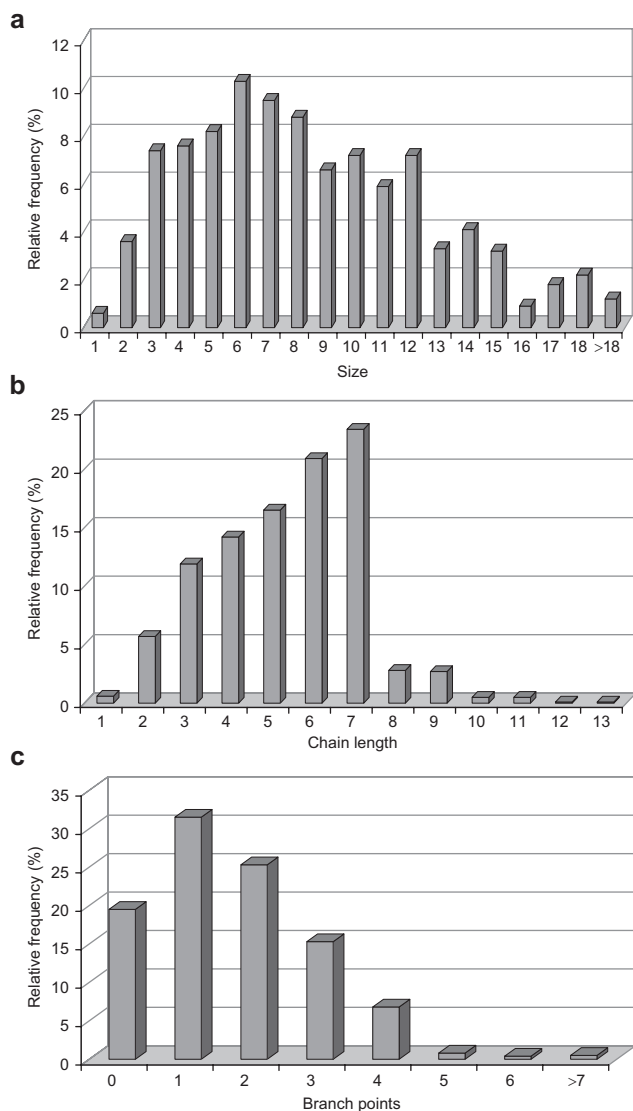 a
Relative frequency (%)
12
10
8
6
4
2
0
1 2 3 4 5 6 7 8 9 10 11 12 13 14 15 16 17 18 >18
Size
b
Relative frequency (%)
25
20
15
10
5
0
1 2 3 4 5 6 7 8 9 10 11 12 13
Chain length
c
Relative frequency (%)
35
30
25
20
15
10
5
0
0 1 2 3 4 5 6 >7
Branch points